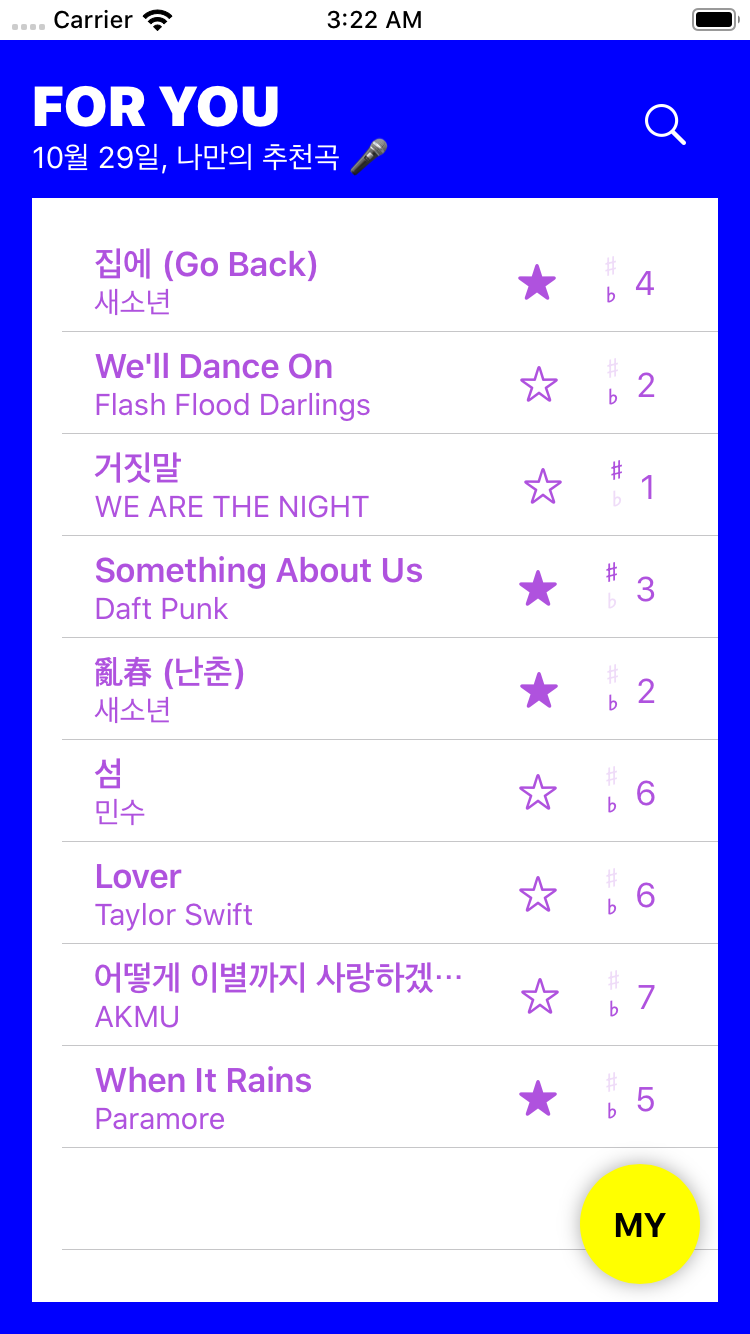 Carrier 3:22 AM
FOR YOU
10월 29일, 나만의 추천곡 🎤
집에 (Go Back)
새소년
♯
♭ 4
We'll Dance On
Flash Flood Darlings
♯
♭ 2
거짓말
WE ARE THE NIGHT
♯
♭ 1
Something About Us
Daft Punk
♯
♭ 3
亂春 (난춘)
새소년
♯
♭ 2
섬
민수
♯
♭ 6
Lover
Taylor Swift
♯
♭ 6
어떻게 이별까지 사랑하겠…
AKMU
♯
♭ 7
When It Rains
Paramore
♯
♭ 5
MY